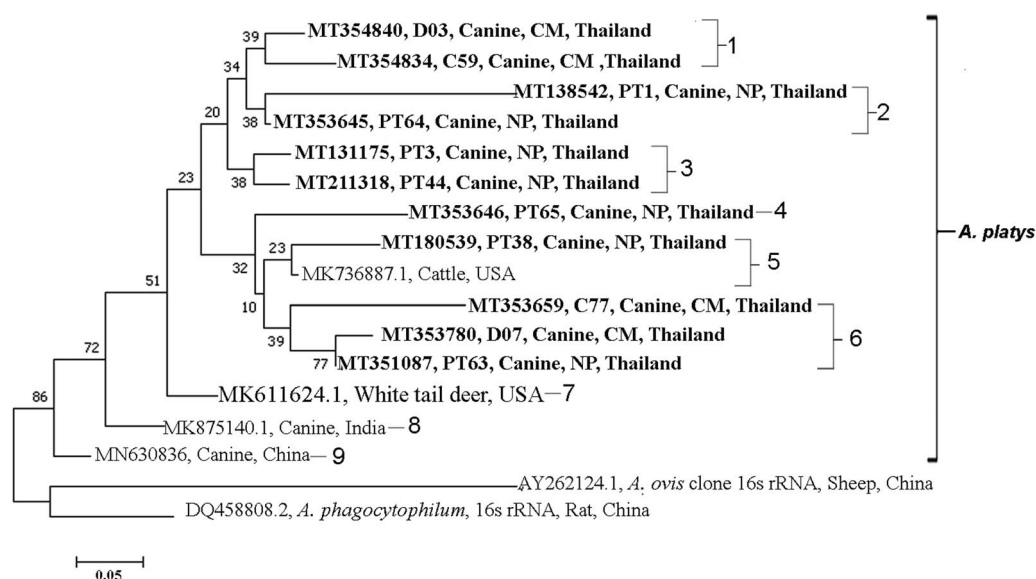 39
MT354840, D03, Canine, CM, Thailand
1
MT354834, C59, Canine, CM ,Thailand
34
MT138542, PT1, Canine, NP, Thailand
2
38
MT353645, PT64, Canine, NP, Thailand
20
MT131175, PT3, Canine, NP, Thailand
3
38
MT211318, PT44, Canine, NP, Thailand
23
MT353646, PT65, Canine, NP, Thailand
4
A. platys
32
23
MT180539, PT38, Canine, NP, Thailand
5
MK736887.1, Cattle, USA
10
51
MT353659, C77, Canine, CM, Thailand
6
39
MT353780, D07, Canine, CM, Thailand
77
MT351087, PT63, Canine, NP, Thailand
72
MK611624.1, White tail deer, USA
7
86
MK875140.1, Canine, India
8
MN630836, Canine, China
9
AY262124.1, A. ovis clone 16s rRNA, Sheep, China
DQ458808.2, A. phagocytophilum, 16s rRNA, Rat, China
0.05